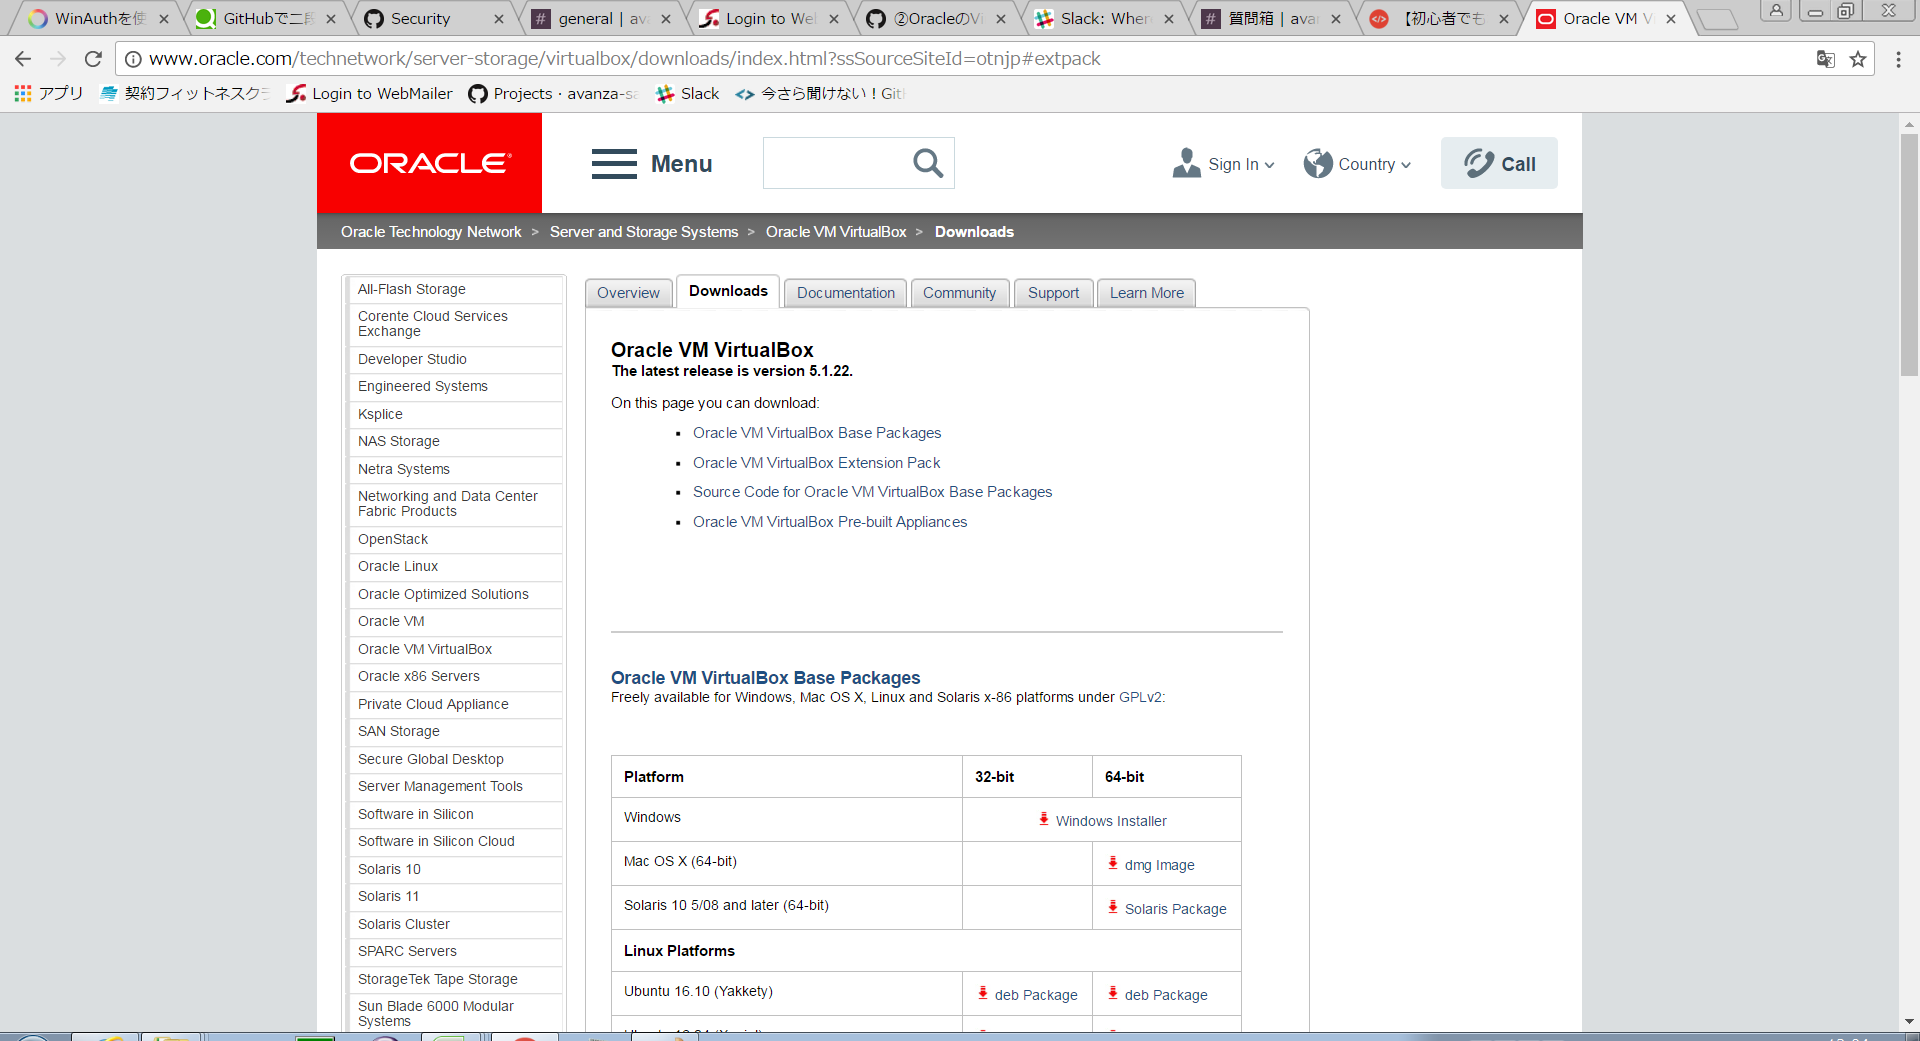 WinAuthを使
GitHubで二段
Security
general | ava
Login to We
②OracleのVi
Slack: Wher
質問箱 | avan
【初心者でも
Oracle VM V
www.oracle.com/technetwork/server-storage/virtualbox/downloads/index.html?ssSourceSiteId=otnjp#extpack
アプリ
契約フィットネスクラ
Login to WebMailer
Projects · avanza-sa
Slack
今さら聞けない！Git
ORACLE
Menu
Sign In
Country
Call
Oracle Technology Network > Server and Storage Systems > Oracle VM VirtualBox > Downloads
All-Flash Storage
Corente Cloud Services
Exchange
Developer Studio
Engineered Systems
Ksplice
NAS Storage
Netra Systems
Networking and Data Center
Fabric Products
OpenStack
Oracle Linux
Oracle Optimized Solutions
Oracle VM
Oracle VM VirtualBox
Oracle x86 Servers
Private Cloud Appliance
SAN Storage
Secure Global Desktop
Server Management Tools
Software in Silicon
Software in Silicon Cloud
Solaris 10
Solaris 11
Solaris Cluster
SPARC Servers
StorageTek Tape Storage
Sun Blade 6000 Modular
Systems
Overview
Downloads
Documentation
Community
Support
Learn More
Oracle VM VirtualBox
The latest release is version 5.1.22.
On this page you can download:
Oracle VM VirtualBox Base Packages
Oracle VM VirtualBox Extension Pack
Source Code for Oracle VM VirtualBox Base Packages
Oracle VM VirtualBox Pre-built Appliances
Oracle VM VirtualBox Base Packages
Freely available for Windows, Mac OS X, Linux and Solaris x-86 platforms under GPLv2:
Platform 32-bit 64-bit
Windows Windows Installer
Mac OS X (64-bit) dmg Image
Solaris 10 5/08 and later (64-bit) Solaris Package
Linux Platforms
Ubuntu 16.10 (Yakkety) deb Package deb Package